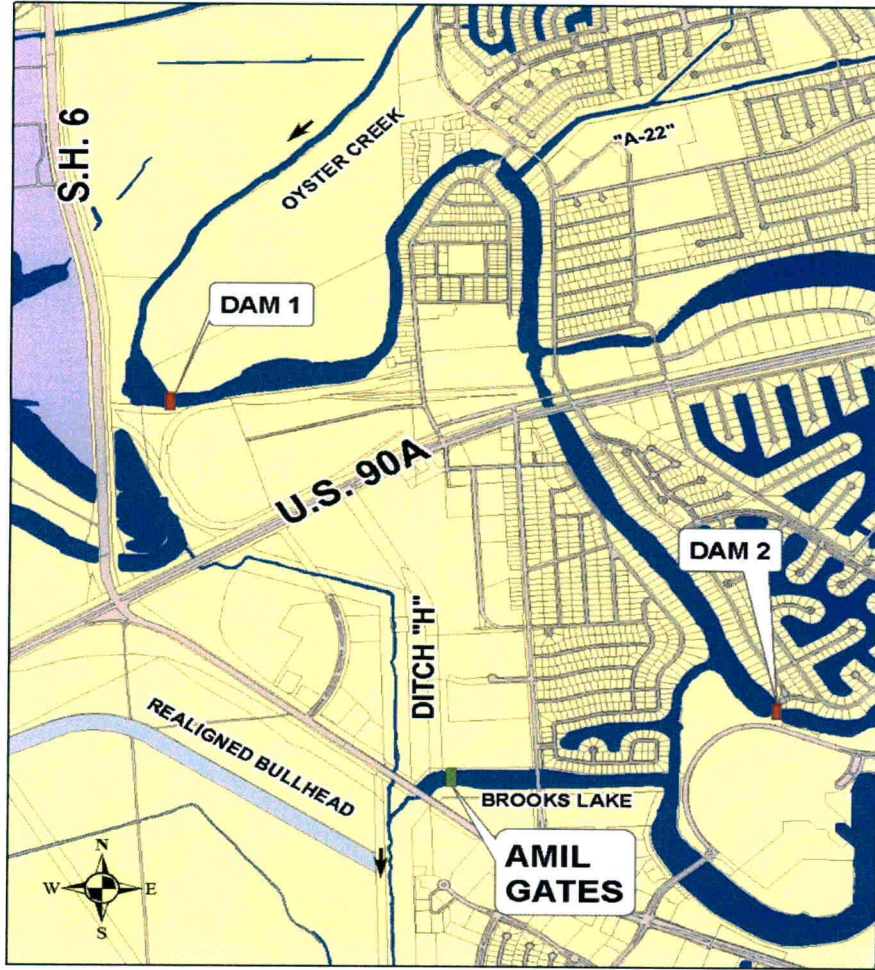 S.H. 6
OYSTER CREEK
"A-22"
DAM 1
U.S. 90A
DAM 2
DITCH "H"
REALIGNED BULLHEAD
BROOKS LAKE
AMIL
GATES
N
W
E
S